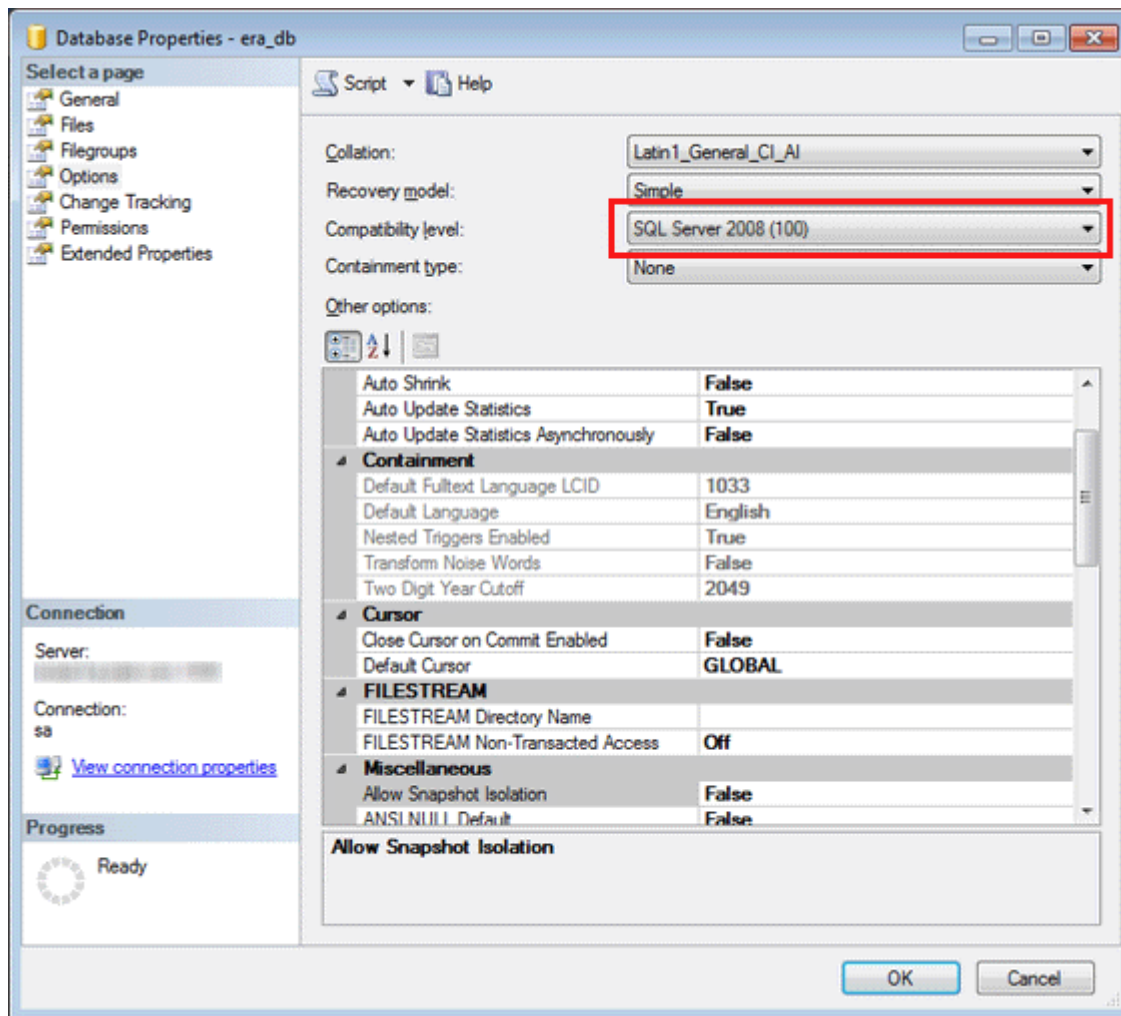 Database Properties - era_db
Select a page
General
Files
Filegroups
Options
Change Tracking
Permissions
Extended Properties
Connection
Server:
Connection:
sa
View connection properties
Progress
Ready
Script Help
Collation: Latin1_General_CI_AI
Recovery model: Simple
Compatibility level: SQL Server 2008 (100)
Containment type: None
Other options:
Auto Shrink False
Auto Update Statistics True
Auto Update Statistics Asynchronously False
Containment
Default Fulltext Language LCID 1033
Default Language English
Nested Triggers Enabled True
Transform Noise Words False
Two Digit Year Cutoff 2049
Cursor
Close Cursor on Commit Enabled False
Default Cursor GLOBAL
FILESTREAM
FILESTREAM Directory Name
FILESTREAM Non-Transacted Access Off
Miscellaneous
Allow Snapshot Isolation False
ANSI NULL Default False
Allow Snapshot Isolation
OK Cancel